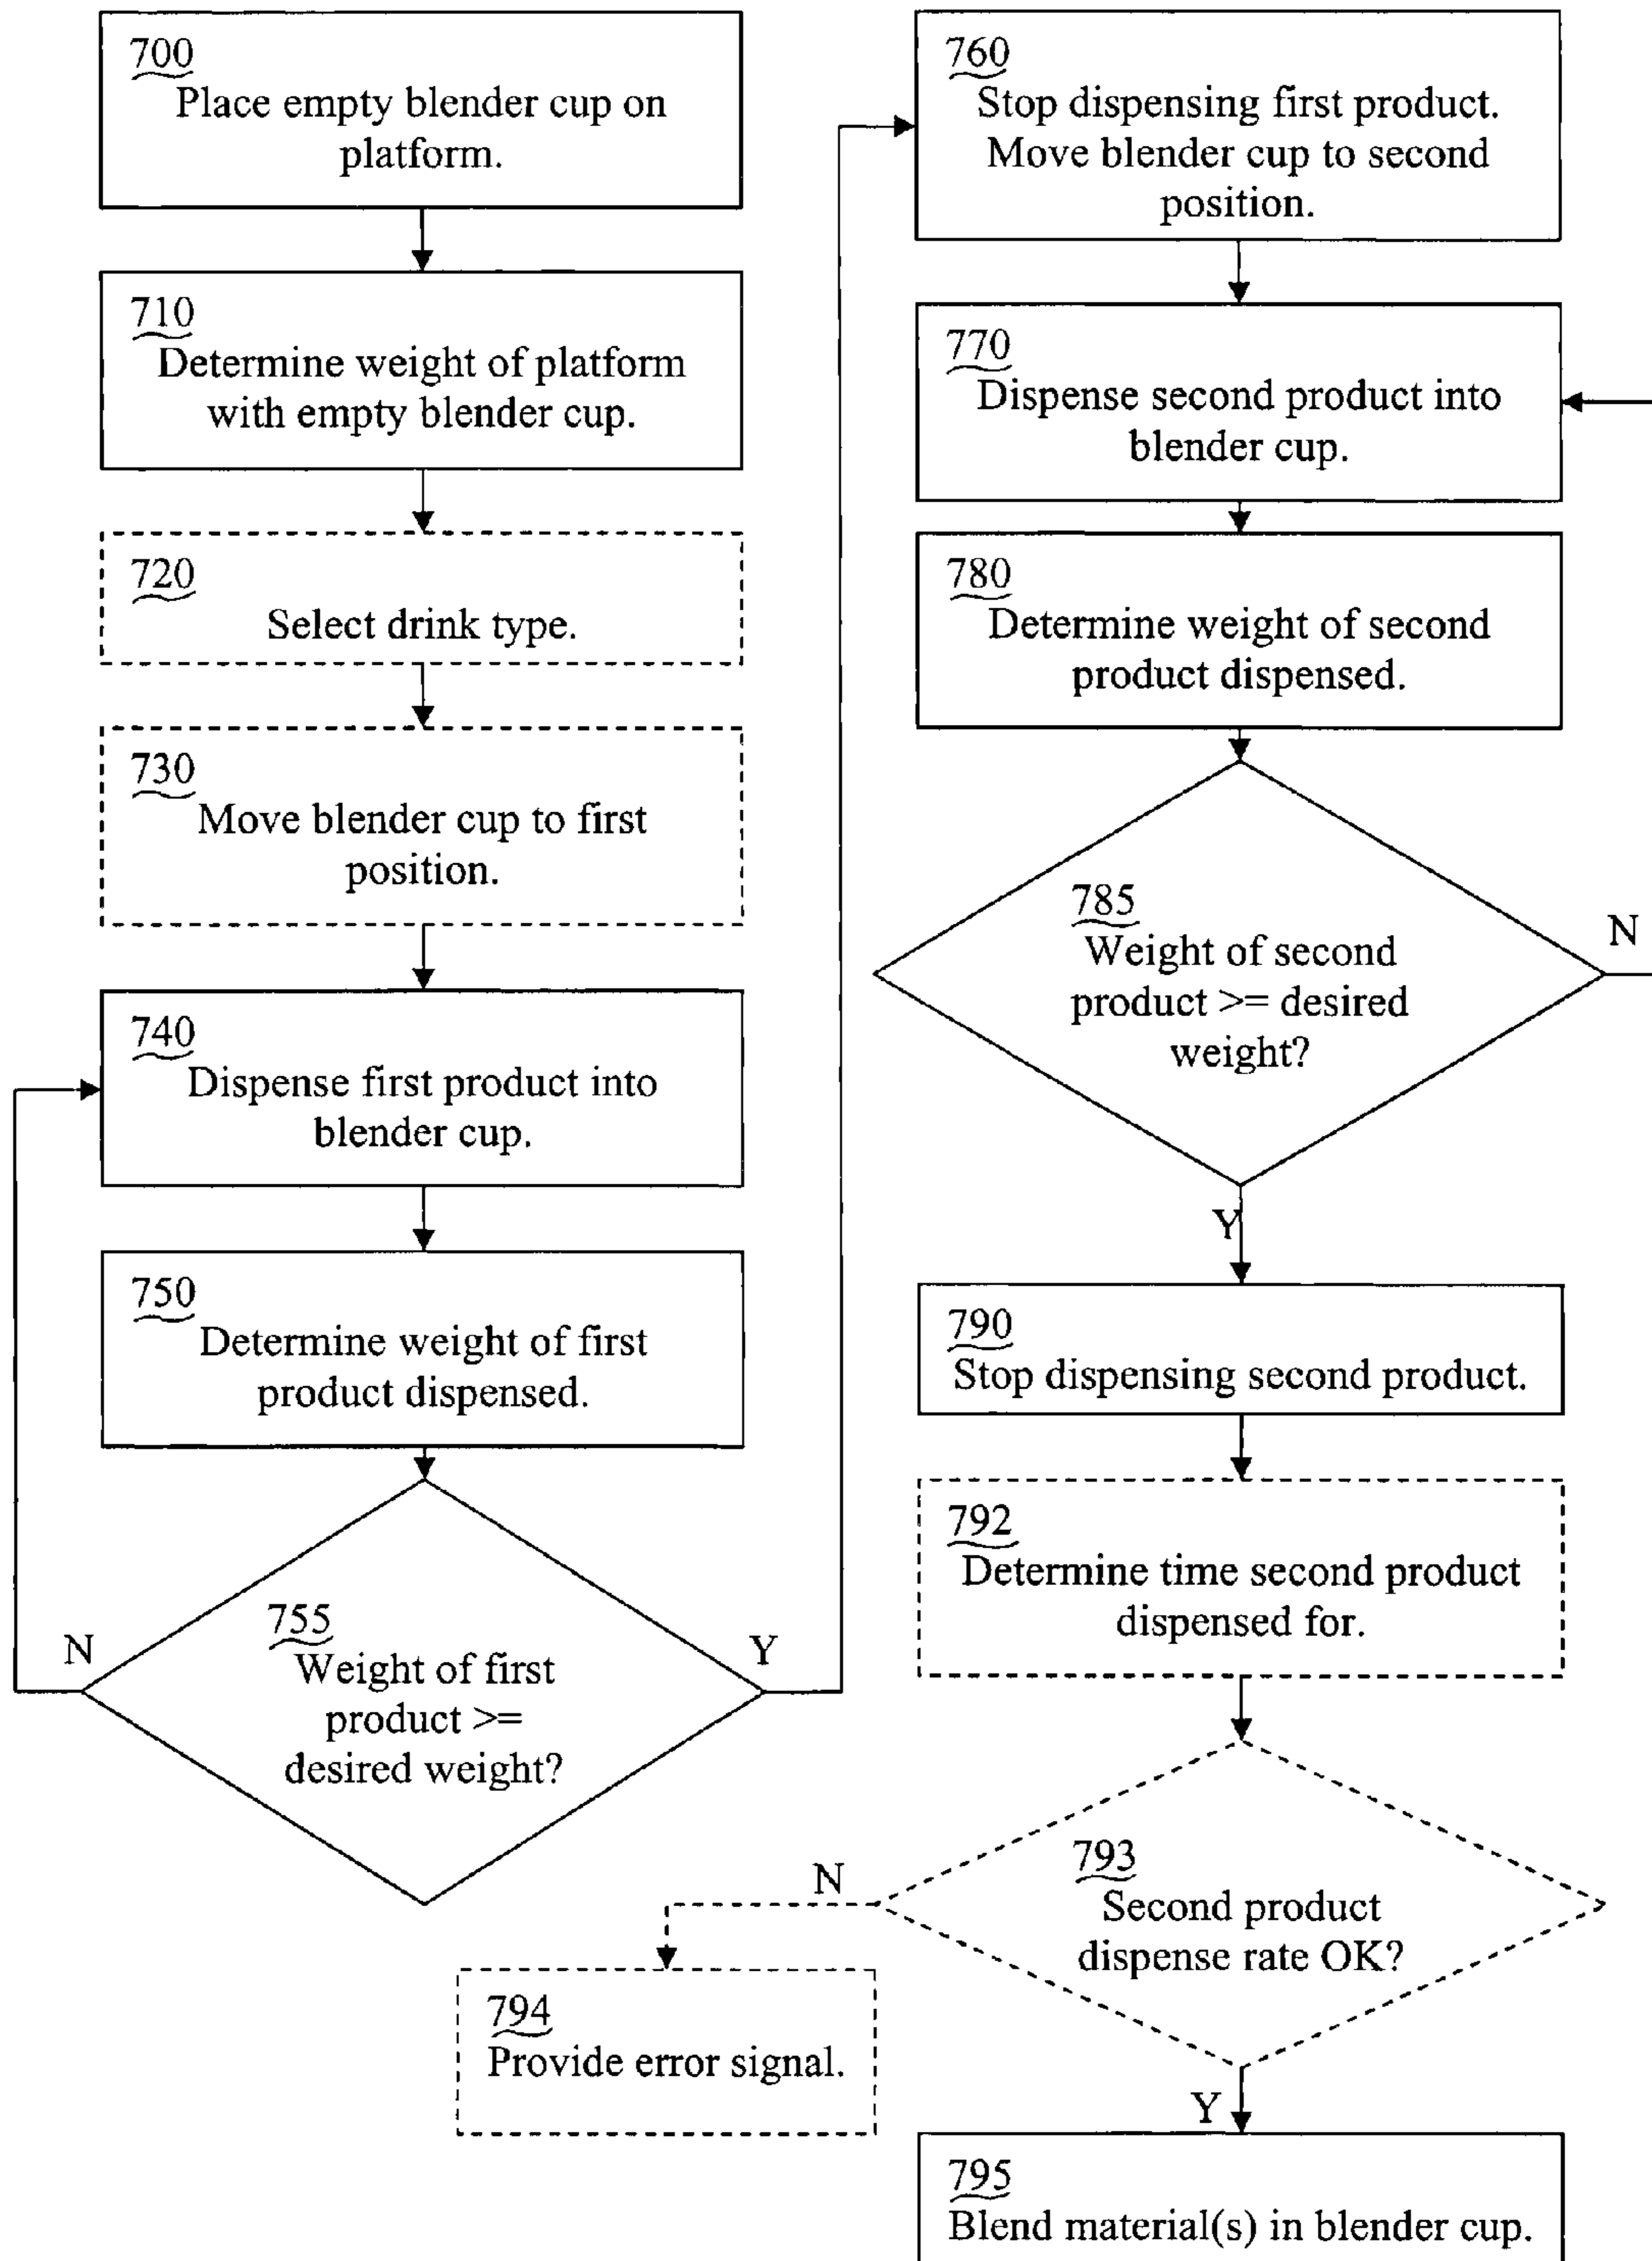 700
Place empty blender cup on
platform.
710
Determine weight of platform
with empty blender cup.
720
Select drink type.
730
Move blender cup to first
position.
740
Dispense first product into
blender cup.
750
Determine weight of first
product dispensed.
N
755
Weight of first
product >=
desired weight?
Y
760
Stop dispensing first product.
Move blender cup to second
position.
770
Dispense second product into
blender cup.
780
Determine weight of second
product dispensed.
785
Weight of second
product >= desired
weight?
N
Y
790
Stop dispensing second product.
792
Determine time second product
dispensed for.
793
Second product
dispense rate OK?
N
794
Provide error signal.
Y
795
Blend material(s) in blender cup.